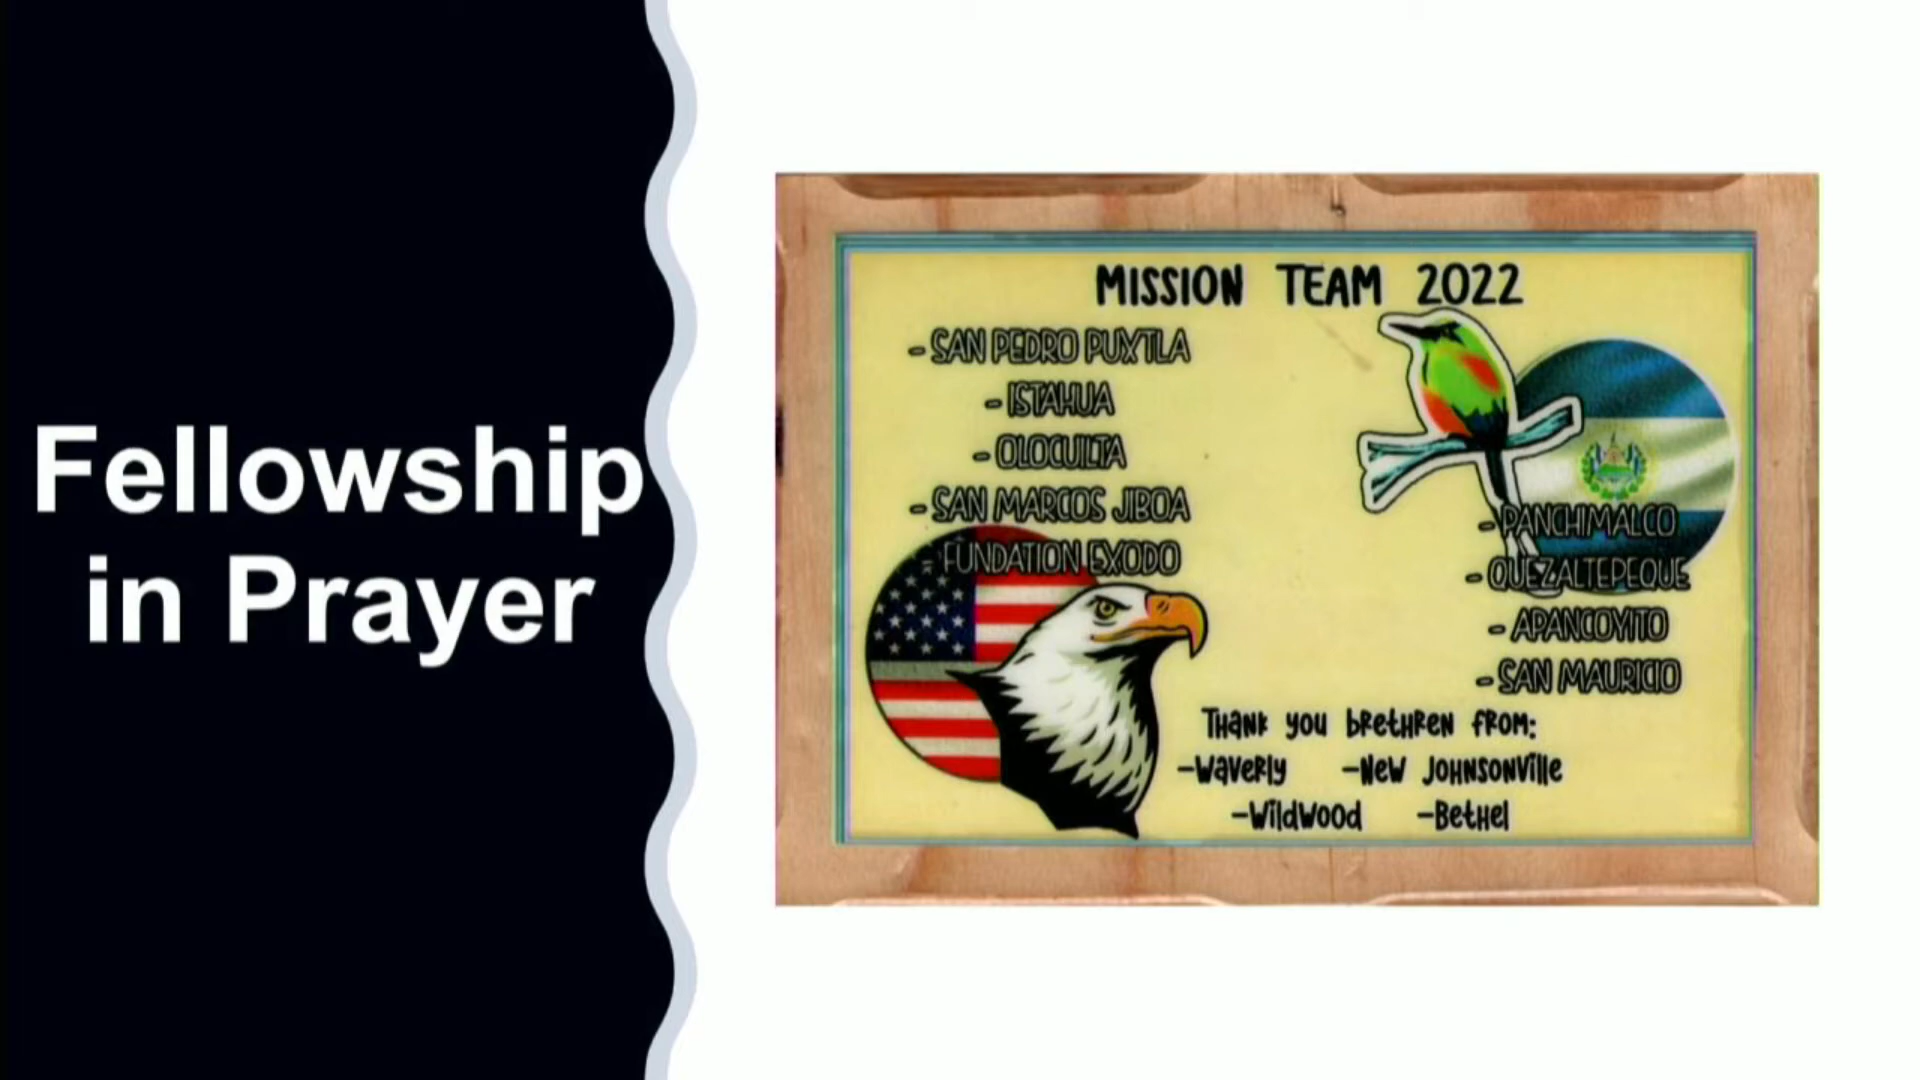 Fellowship
in Prayer
MISSION TEAM 2022
- SAN PEDRO PUXTLA
- ISTAHUA
- OLOCUILTA
- SAN MARCOS JIBOA
- FUNDATION EXODO
- PANCHIMALCO
- QUEZALTEPEQUE
- APANCOYITO
- SAN MAURICIO
Thank you brethren from:
-Waverly -New Johnsonville
-Wildwood -Bethel